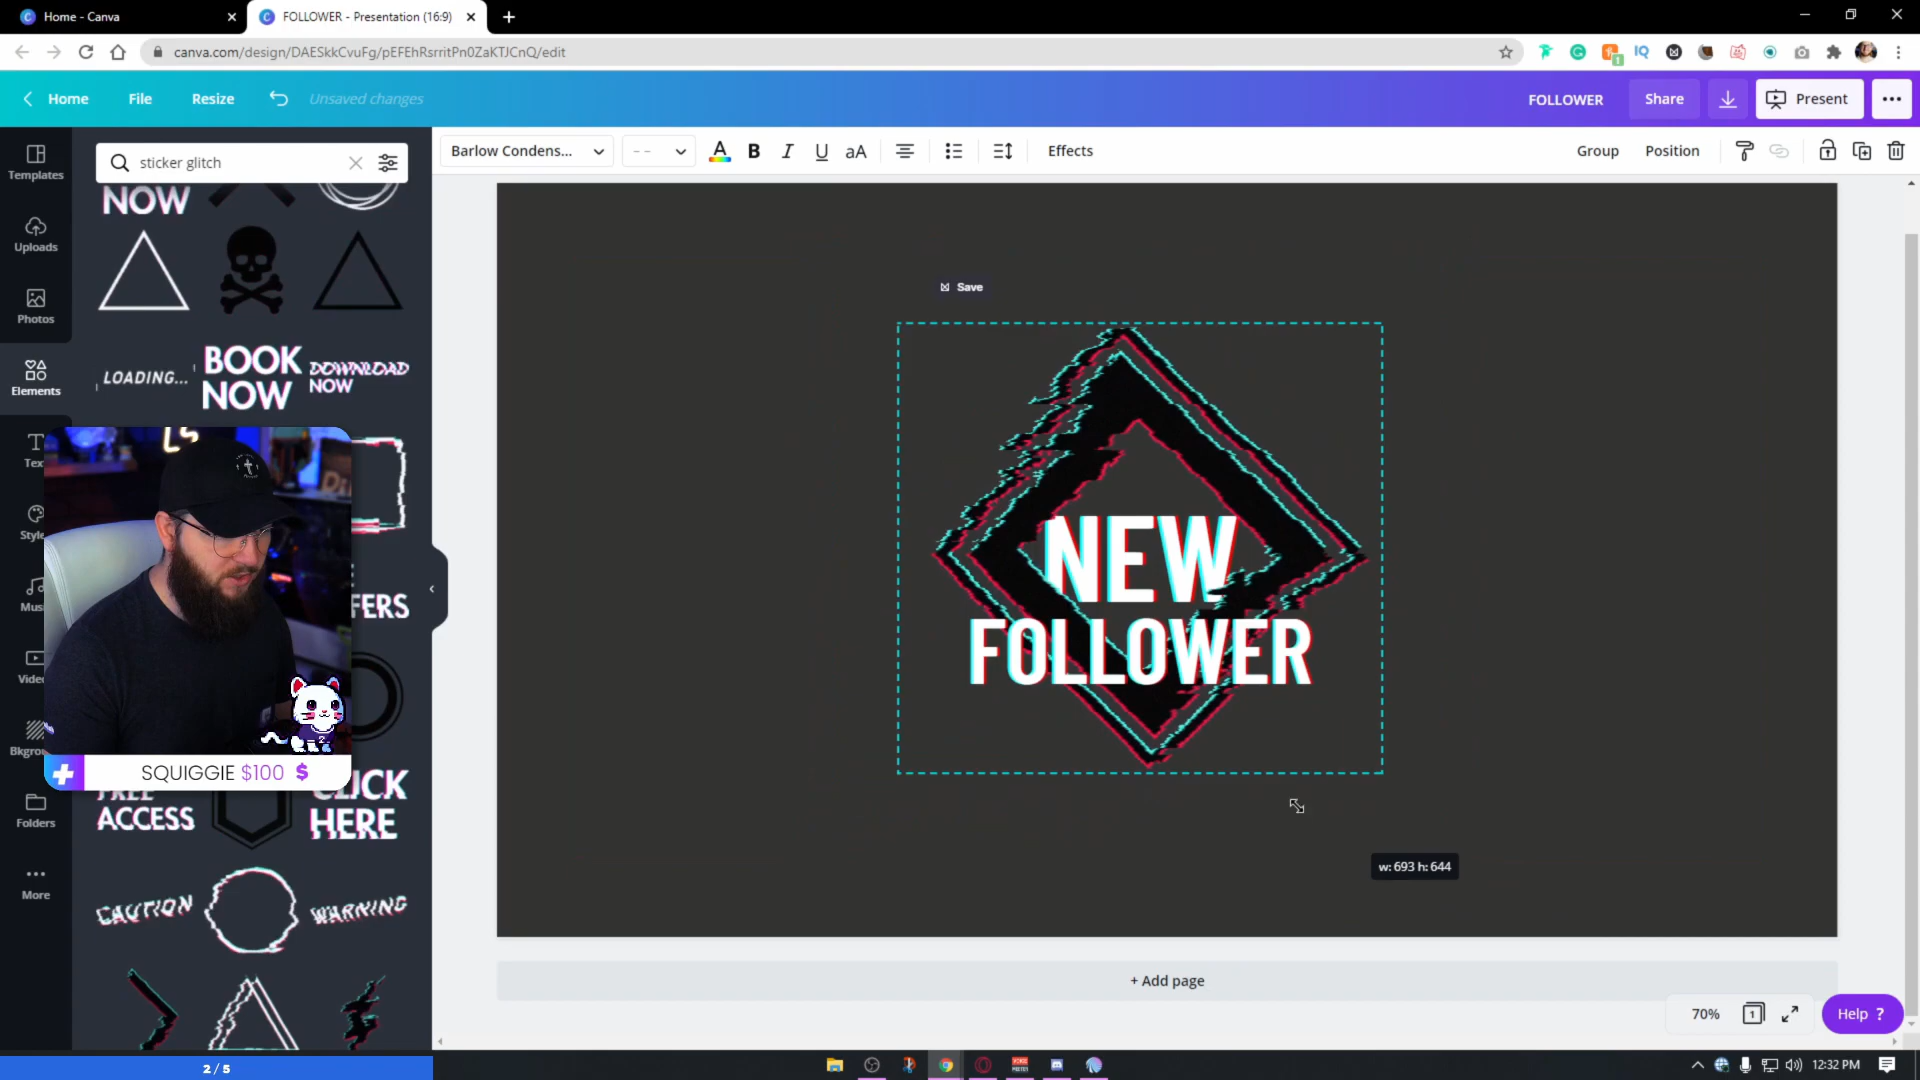 Home - Canva
FOLLOWER - Presentation (16:9)
canva.com/design/DAESkkCvuFg/pEFEhRsrritPn0ZaKTJCnQ/edit
Home
File
Resize
Unsaved changes
FOLLOWER
Share
Present
Templates
Uploads
Photos
Elements
Folders
More
sticker glitch
Barlow Condens...
aA
Effects
Group
Position
NOW
LOADING...
BOOK
NOW
DOWNLOAD
NOW
ACCESS
CLICK
HERE
CAUTION
WARNING
SQUIGGIE $100 $
Save
NEW
FOLLOWER
w: 693 h: 644
+ Add page
70%
1
Help ?
2 / 5
12:32 PM